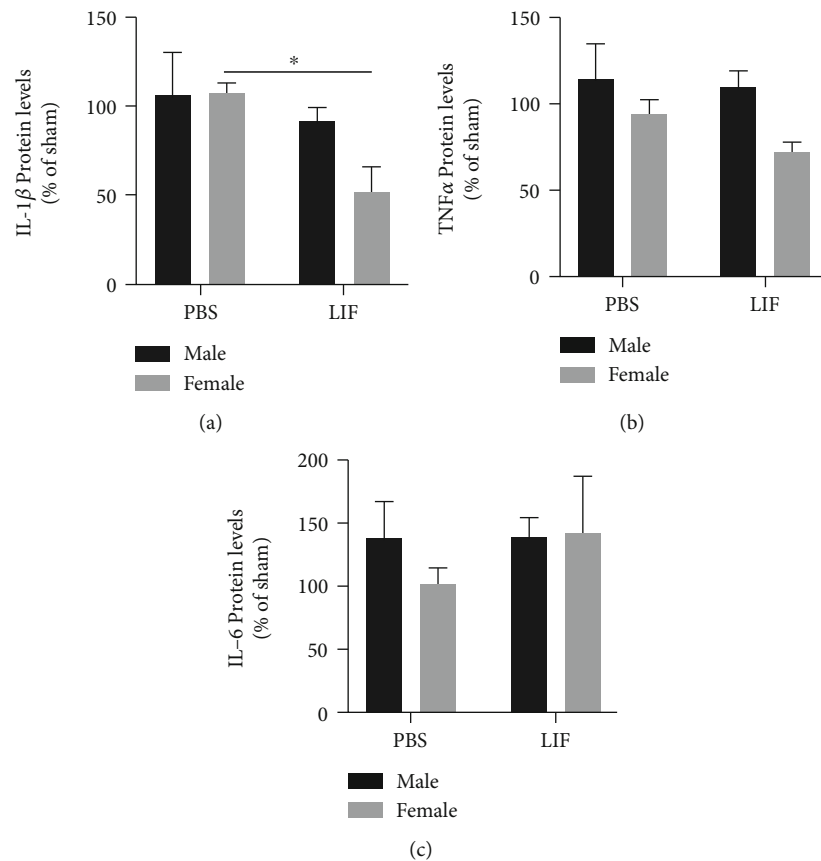 IL-1β Protein levels
(% of sham)
150
100
50
0
*
PBS
LIF
Male
Female
(a)
TNFα Protein levels
(% of sham)
150
100
50
0
PBS
LIF
Male
Female
(b)
IL–6 Protein levels
(% of sham)
200
150
100
50
0
PBS
LIF
Male
Female
(c)